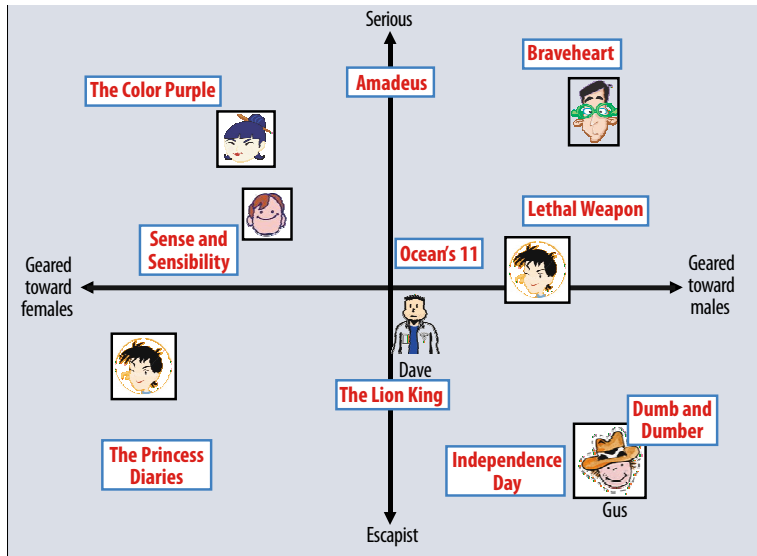 Serious
Braveheart
Amadeus
The Color Purple
Lethal Weapon
Sense and
Sensibility
Ocean's 11
Geared
toward
females
Geared
toward
males
Dave
The Lion King
Dumb and
Dumber
The Princess
Diaries
Independence
Day
Gus
Escapist